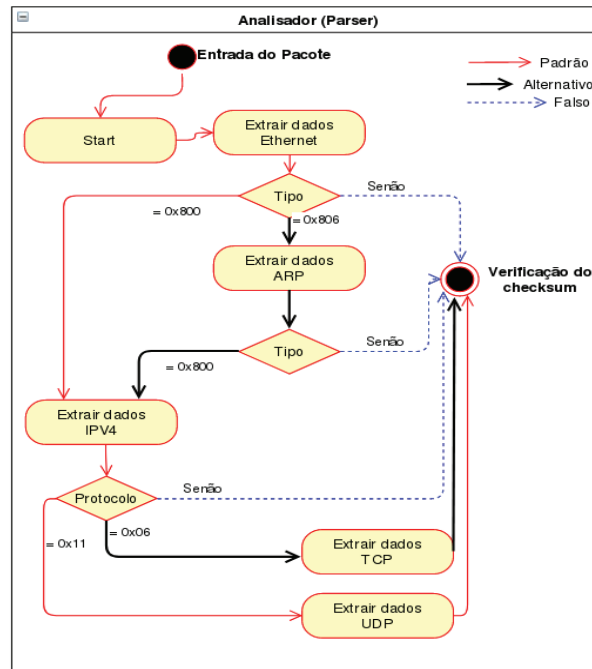 Analisador (Parser)
Entrada do Pacote
Padrão
Alternativo
Falso
Start
Extrair dados
Ethernet
Tipo
Senão
= 0x800
= 0x806
Extrair dados
ARP
Verificação do
checksum
Tipo
Senão
= 0x800
Extrair dados
IPV4
Protocolo
Senão
= 0x11
= 0x06
Extrair dados
TCP
Extrair dados
UDP